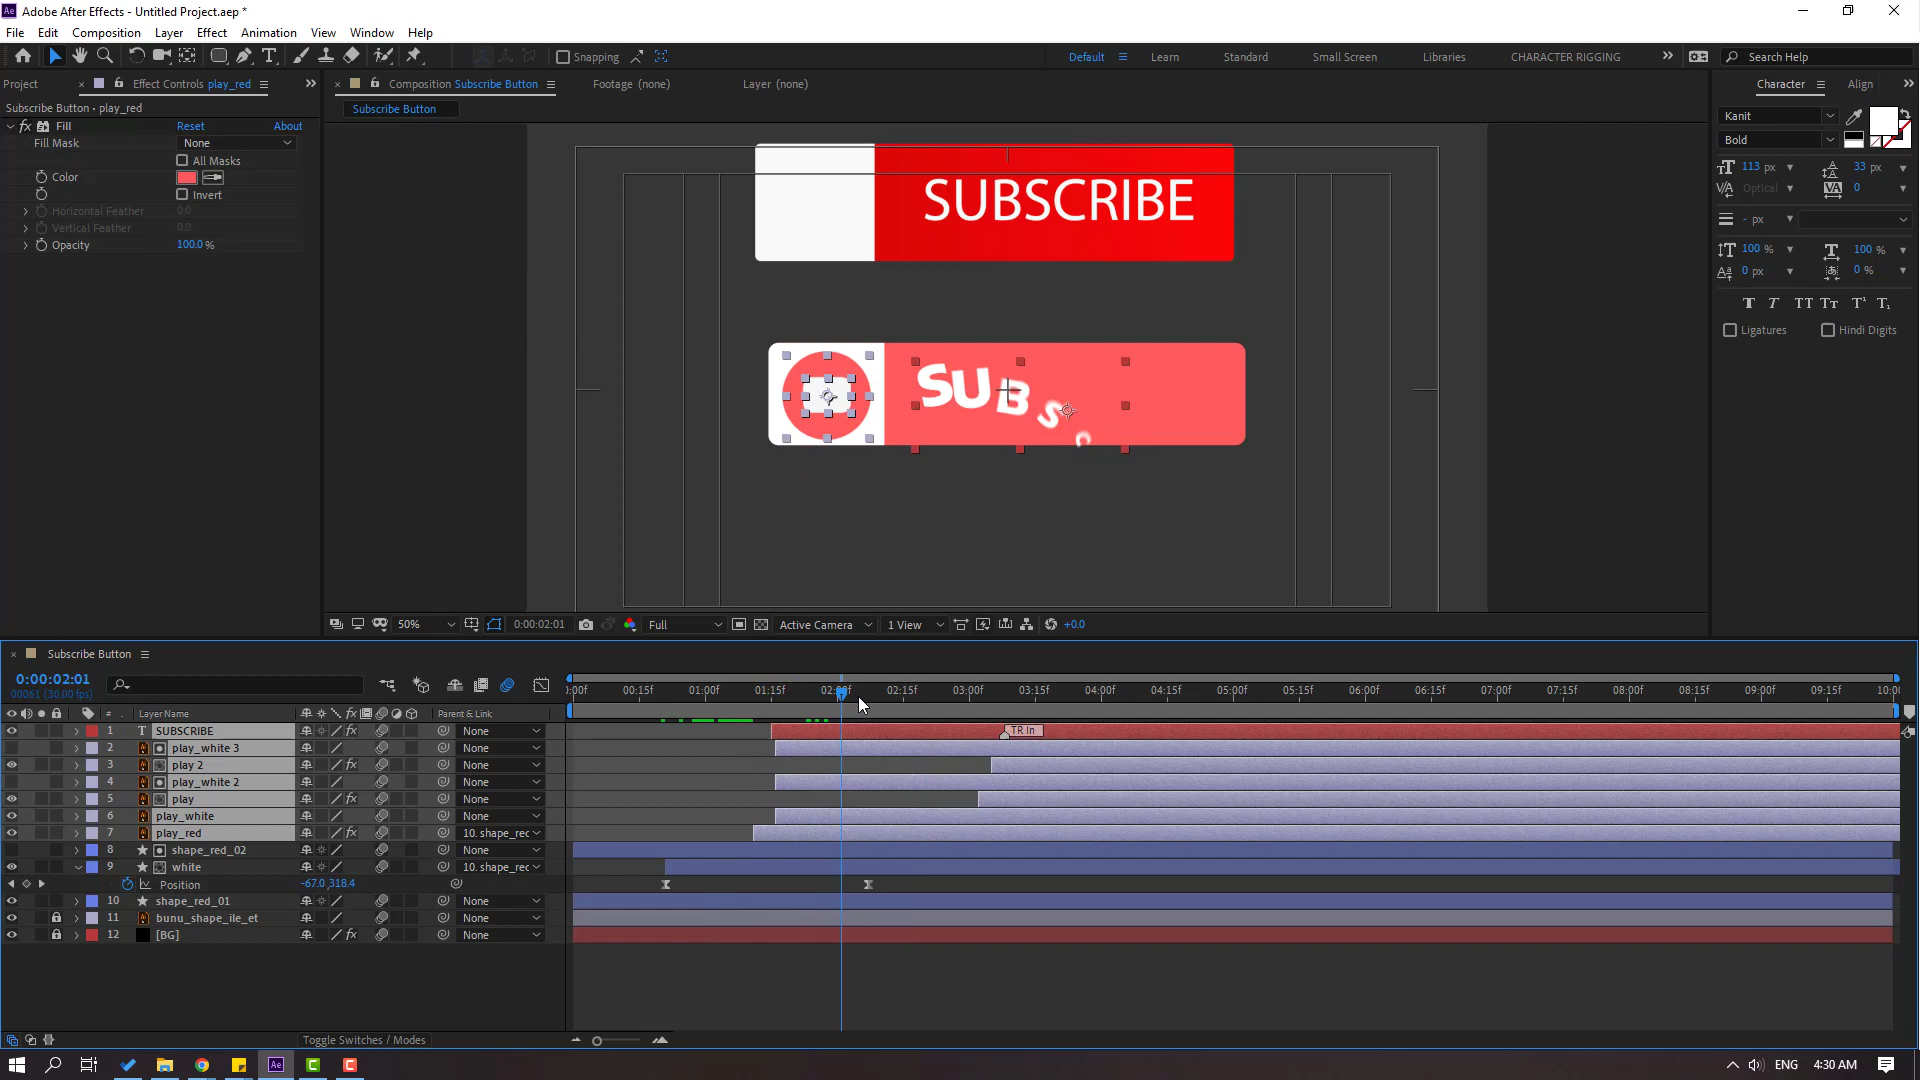 Adobe After Effects - Untitled Project.aep *
File Edit Composition Layer Effect Animation View Window Help
Snapping
Default Learn Standard Small Screen Libraries CHARACTER RIGGING Search Help
Project Effect Controls play_red
Composition Subscribe Button Footage (none) Layer (none)
Character Align
Subscribe Button • play_red
Subscribe Button
Fill Reset About
Fill Mask None
All Masks
Color
Invert
Horizontal Feather 0.0
Vertical Feather 0.0
Opacity 100.0 %
SUBSCRIBE
SUBSC
Kanit
Bold
113 px 33 px
Optical 0
- px
100 % 100 %
0 px 0 %
Ligatures Hindi Digits
50% 0:00:02:01 Full Active Camera 1 View +0.0
Subscribe Button
0:00:02:01
00061 (30.00 fps)
:00f 00:15f 01:00f 01:15f 02:00f 02:15f 03:00f 03:15f 04:00f 04:15f 05:00f 05:15f 06:00f 06:15f 07:00f 07:15f 08:00f 08:15f 09:00f 09:15f 10:00
# Layer Name Parent & Link
1 SUBSCRIBE None TR In
2 play_white 3 None
3 play 2 None
4 play_white 2 None
5 play None
6 play_white None
7 play_red 10. shape_rec
8 shape_red_02 None
9 white 10. shape_rec
Position -67.0,318.4
10 shape_red_01 None
11 bunu_shape_ile_et None
12 [BG] None
Toggle Switches / Modes
ENG 4:30 AM